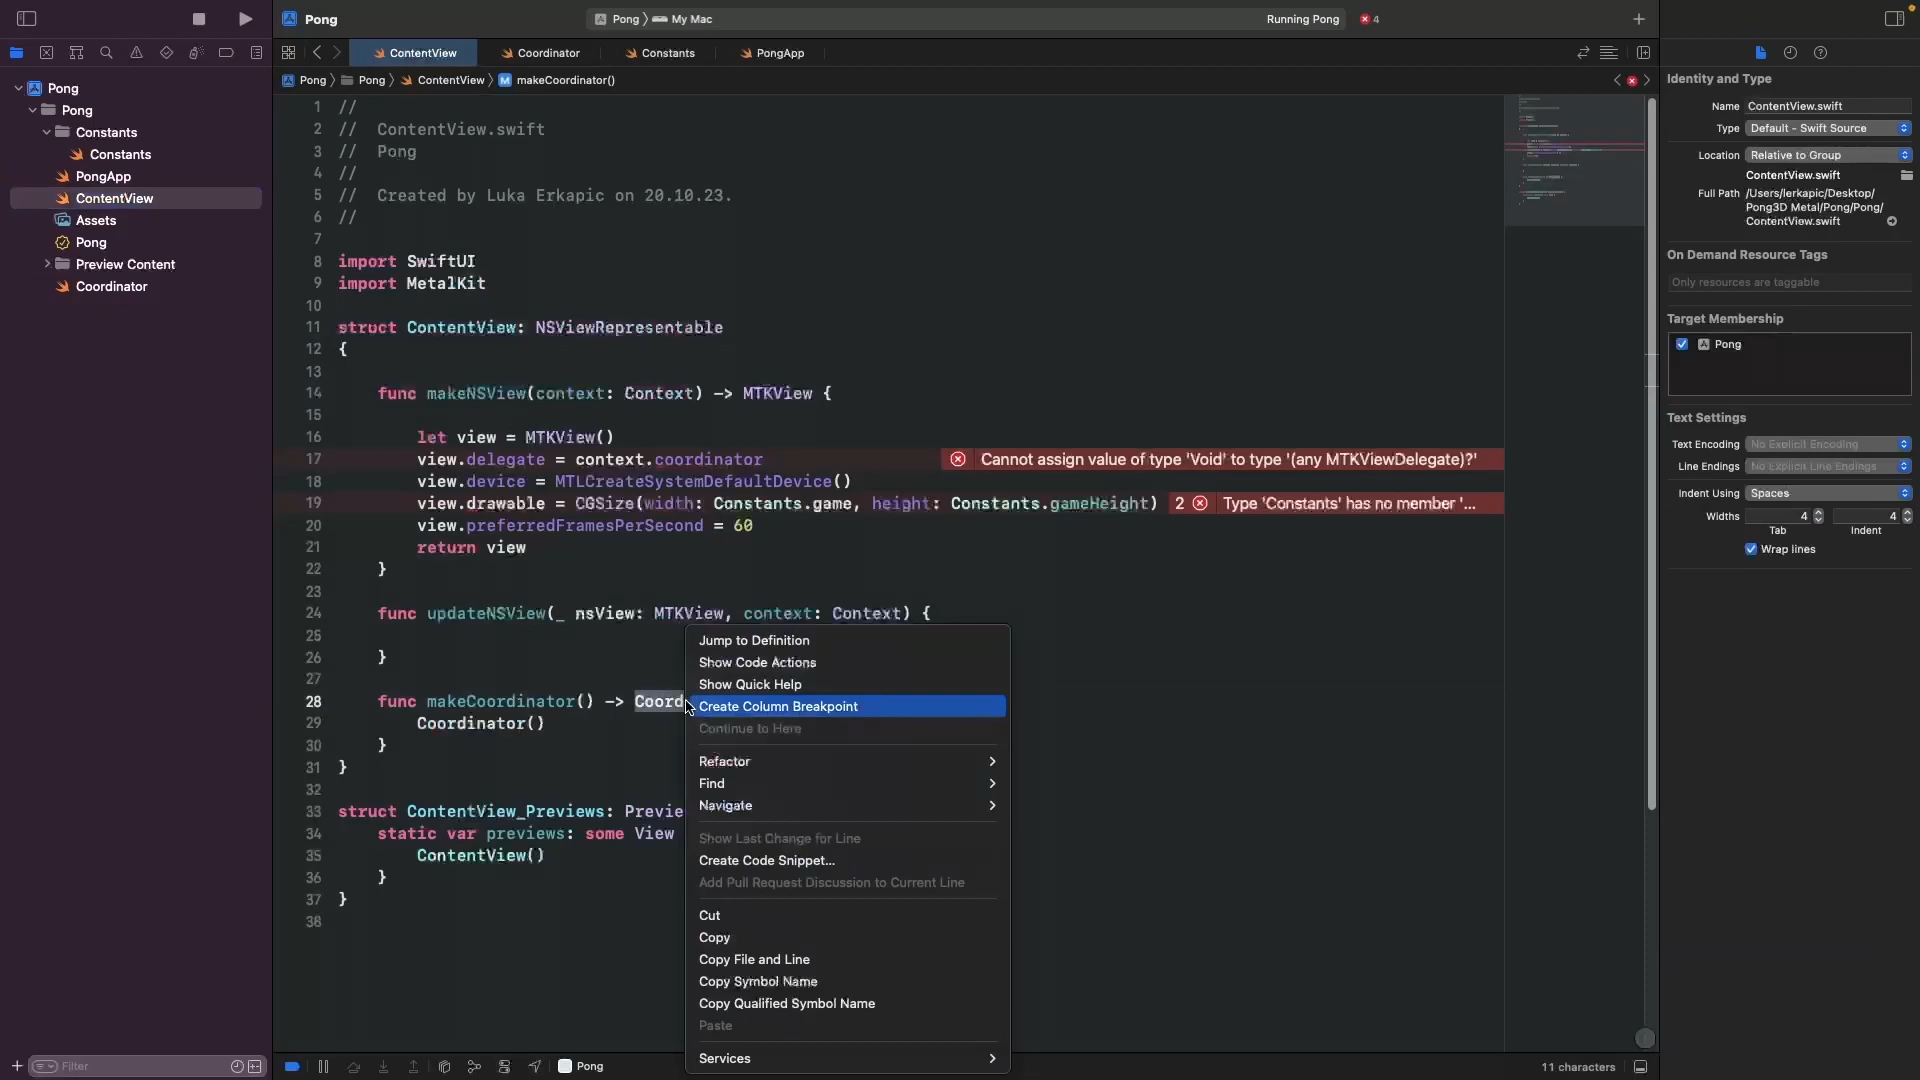 Pong
Pong 〉 My Mac
Running Pong
4
ContentView
Coordinator
Constants
PongApp
Pong 〉 Pong 〉 ContentView 〉 M makeCoordinator()
Pong
Pong
Constants
Constants
PongApp
ContentView
Assets
Pong
Preview Content
Coordinator
Filter
1 //
2 //  ContentView.swift
3 //  Pong
4 //
5 //  Created by Luka Erkapic on 20.10.23.
6 //
7
8 import SwiftUI
9 import MetalKit
10
11 struct ContentView: NSViewRepresentable
12 {
13
14     func makeNSView(context: Context) -> MTKView {
15
16         let view = MTKView()
17         view.delegate = context.coordinator Cannot assign value of type 'Void' to type '(any MTKViewDelegate)?'
18         view.device = MTLCreateSystemDefaultDevice()
19         view.drawable = CGSize(width: Constants.game, height: Constants.gameHeight) 2 Type 'Constants' has no member '...
20         view.preferredFramesPerSecond = 60
21         return view
22     }
23
24     func updateNSView(_ nsView: MTKView, context: Context) {
25
26     }
27
28     func makeCoordinator() -> Coord
29         Coordinator()
30     }
31 }
32
33 struct ContentView_Previews: Previe
34     static var previews: some View
35         ContentView()
36     }
37 }
38
Jump to Definition
Show Code Actions
Show Quick Help
Create Column Breakpoint
Continue to Here
Refactor
Find
Navigate
Show Last Change for Line
Create Code Snippet...
Add Pull Request Discussion to Current Line
Cut
Copy
Copy File and Line
Copy Symbol Name
Copy Qualified Symbol Name
Paste
Services
Pong
11 characters
Identity and Type
Name ContentView.swift
Type Default - Swift Source
Location Relative to Group
ContentView.swift
Full Path /Users/lerkapic/Desktop/
Pong3D Metal/Pong/Pong/
ContentView.swift
On Demand Resource Tags
Only resources are taggable
Target Membership
Pong
Text Settings
Text Encoding No Explicit Encoding
Line Endings No Explicit Line Endings
Indent Using Spaces
Widths 4 4
Tab Indent
Wrap lines